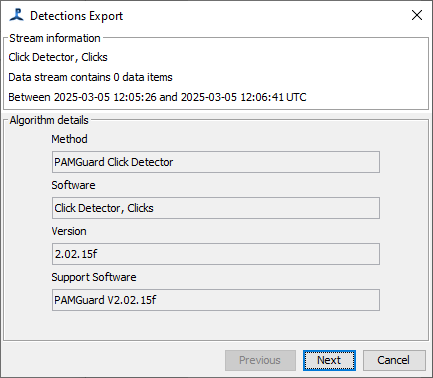 Detections Export
Stream information
Click Detector, Clicks
Data stream contains 0 data items
Between 2025-03-05 12:05:26 and 2025-03-05 12:06:41 UTC
Algorithm details
Method
PAMGuard Click Detector
Software
Click Detector, Clicks
Version
2.02.15f
Support Software
PAMGuard V2.02.15f
Previous Next Cancel